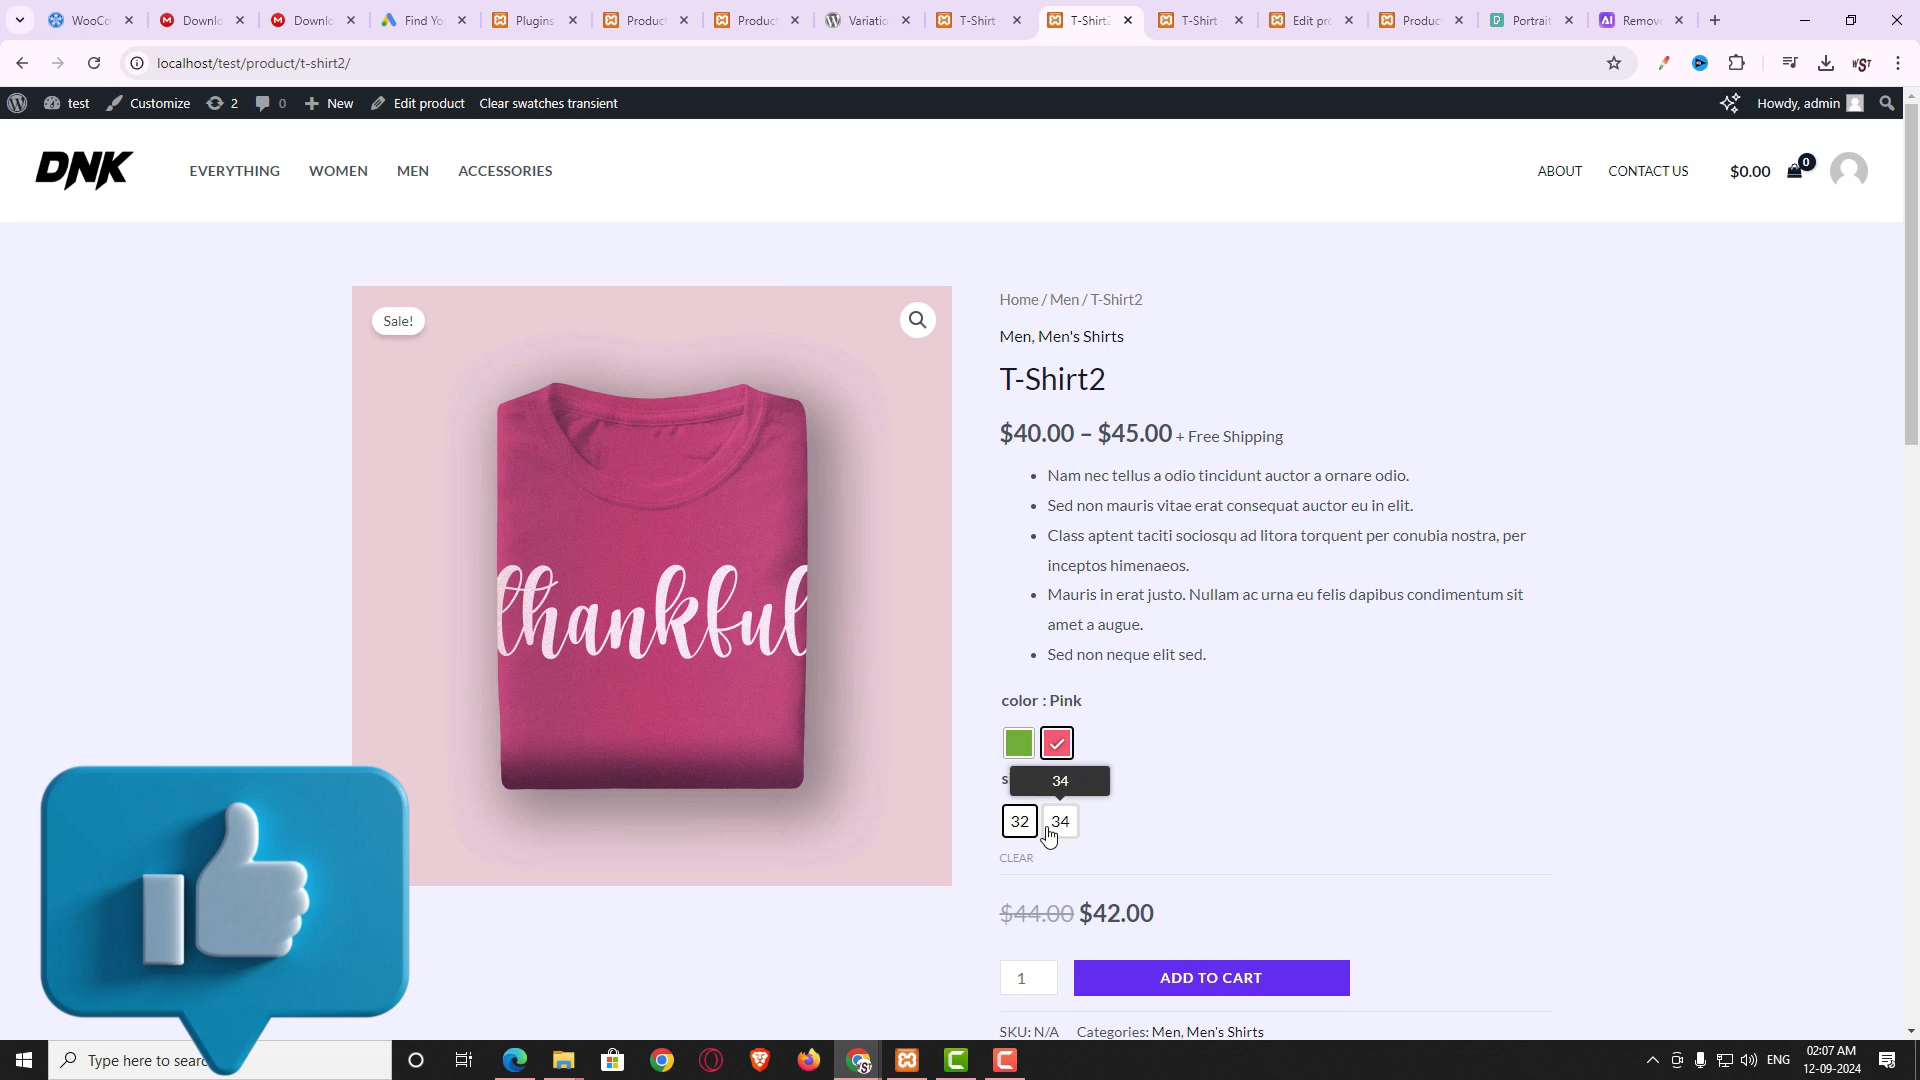 WooCo
Downlo
Downlo
Find Yo
Plugins
Produc
Produc
Variatio
T-Shirt
T-Shirt2
T-Shirt
Edit pro
Produc
Portrait
Remove
localhost/test/product/t-shirt2/
test
Customize
2
0
New
Edit product
Clear swatches transient
Howdy, admin
DNK
EVERYTHING
WOMEN
MEN
ACCESSORIES
ABOUT
CONTACT US
$0.00
0
Sale!
thankful
Home / Men / T-Shirt2
Men, Men's Shirts
T-Shirt2
$40.00 – $45.00 + Free Shipping
Nam nec tellus a odio tincidunt auctor a ornare odio.
Sed non mauris vitae erat consequat auctor eu in elit.
Class aptent taciti sociosqu ad litora torquent per conubia nostra, per
inceptos himenaeos.
Mauris in erat justo. Nullam ac urna eu felis dapibus condimentum sit
amet a augue.
Sed non neque elit sed.
color : Pink
s
34
32
34
CLEAR
$44.00 $42.00
1
ADD TO CART
SKU: N/A
Categories: Men, Men's Shirts
Type here to searc
ENG
02:07 AM
12-09-2024